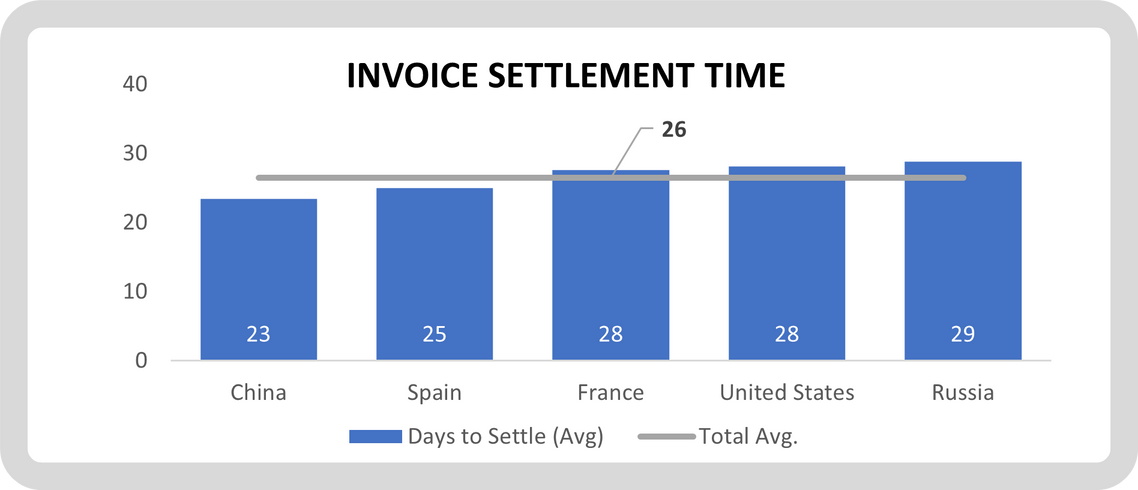 INVOICE SETTLEMENT TIME
40
30
20
10
0
26
23 25 28 28 29
China Spain France United States Russia
Days to Settle (Avg) Total Avg.